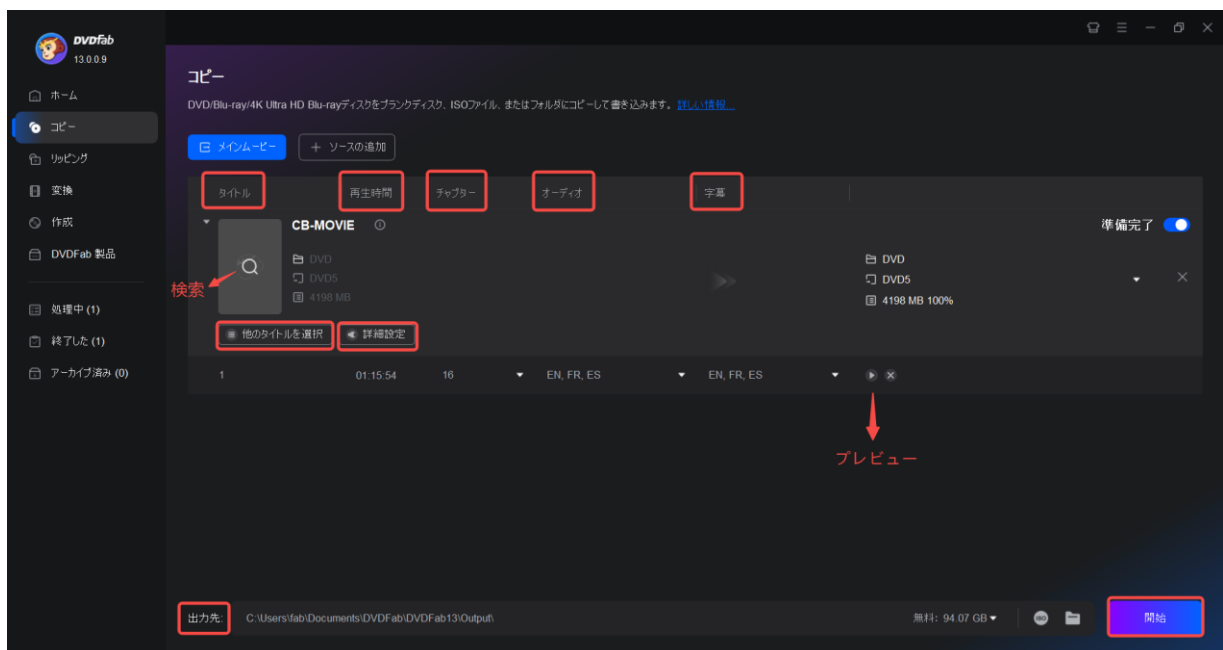 DVDfab
13.0.0.9
ホーム
コピー
リッピング
変換
作成
DVDFab 製品
処理中 (1)
終了した (1)
アーカイブ済み (0)
コピー
DVD/Blu-ray/4K Ultra HD Blu-rayディスクをブランクディスク、ISOファイル、またはフォルダにコピーして書き込みます。 詳しい情報...
メインムービー + ソースの追加
タイトル 再生時間 チャプター オーディオ 字幕
CB-MOVIE 準備完了
DVD DVD
DVD5 DVD5
4198 MB 4198 MB 100%
検索
他のタイトルを選択 詳細設定
1 01:15:54 16 EN, FR, ES EN, FR, ES
プレビュー
出力先: C:\Users\fab\Documents\DVDFab\DVDFab13\Output\ 無料: 94.07 GB ISO 開始